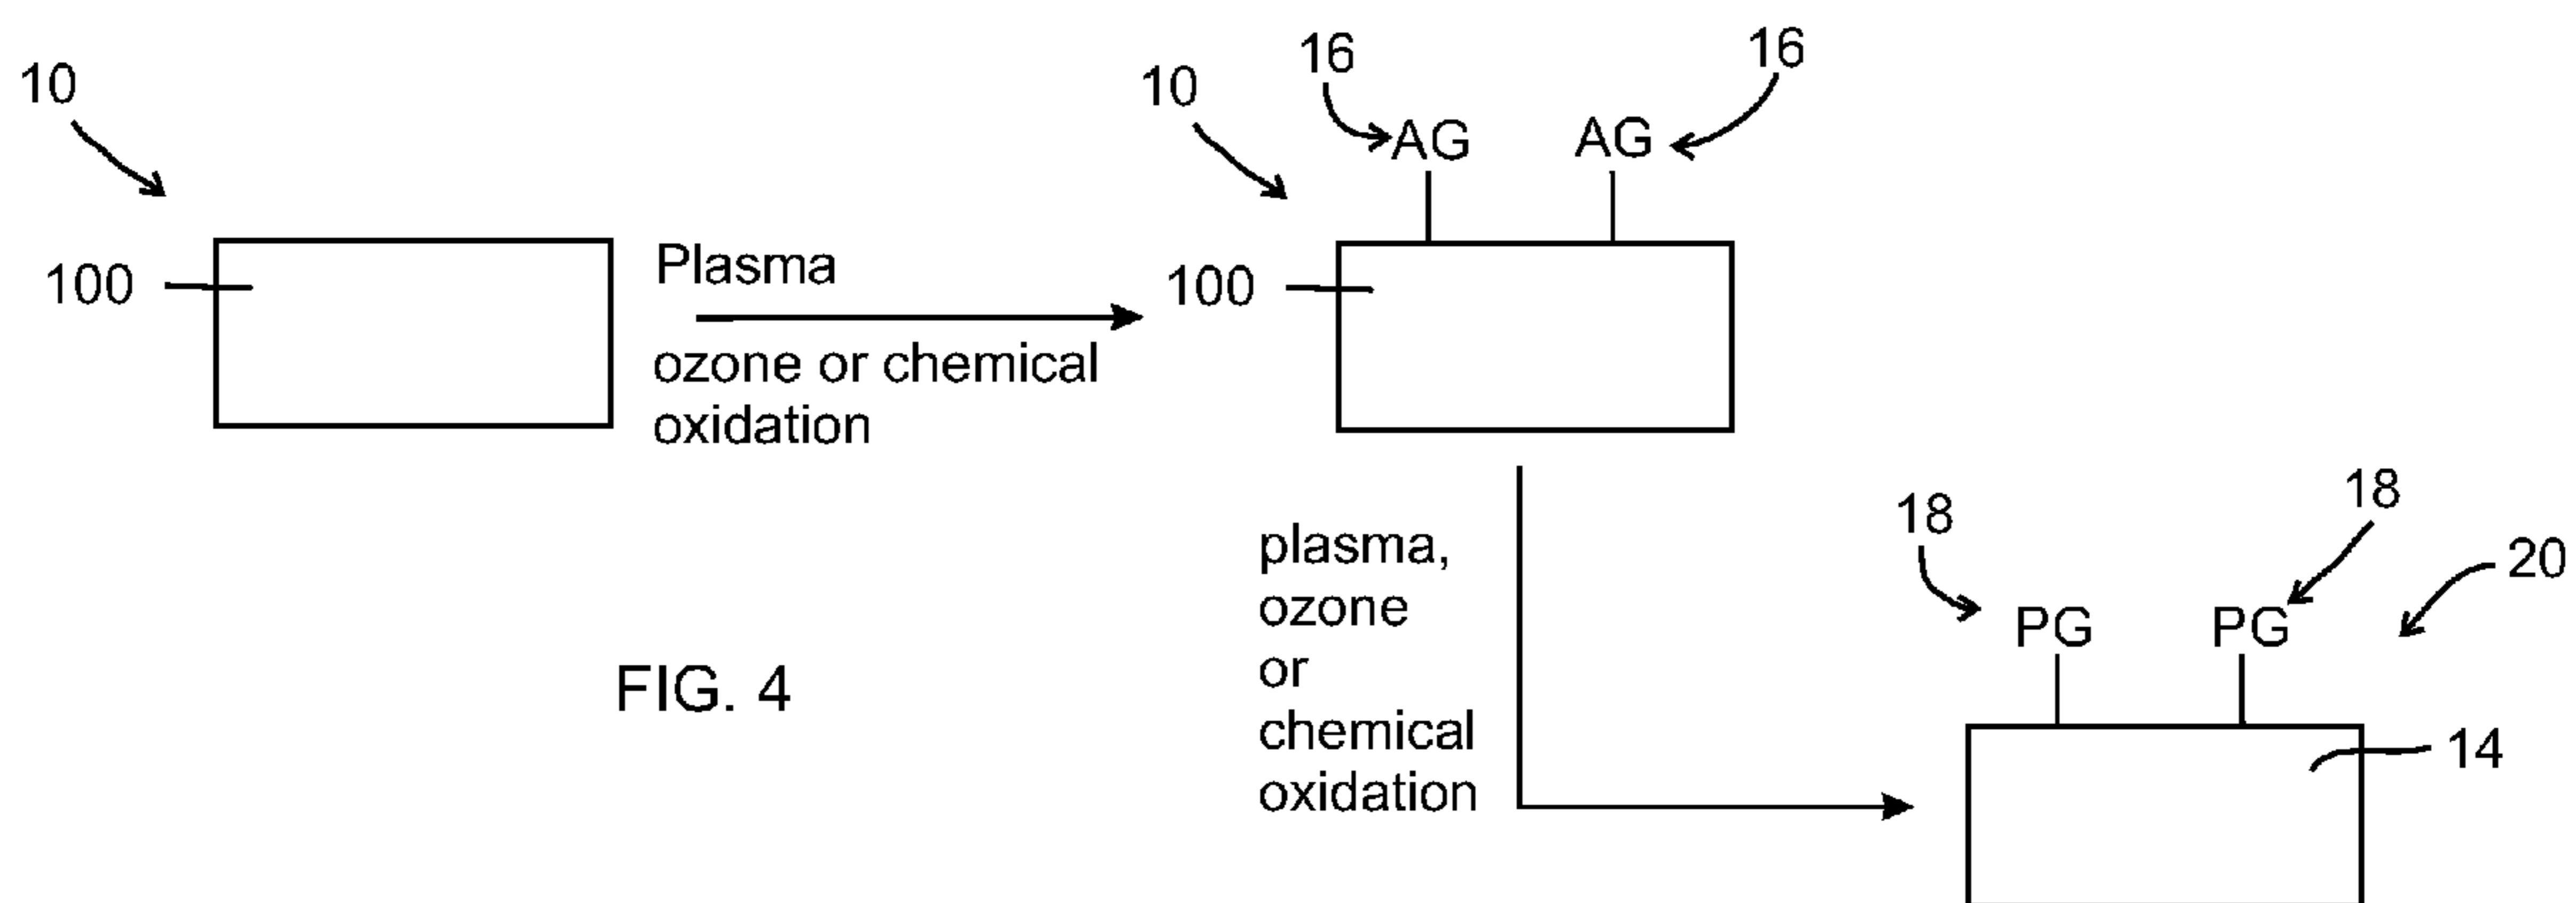 10
100
Plasma
ozone or chemical
oxidation
10
16
16
AG
AG
100
plasma,
ozone
or
chemical
oxidation
18
18
20
PG
PG
14
FIG. 4